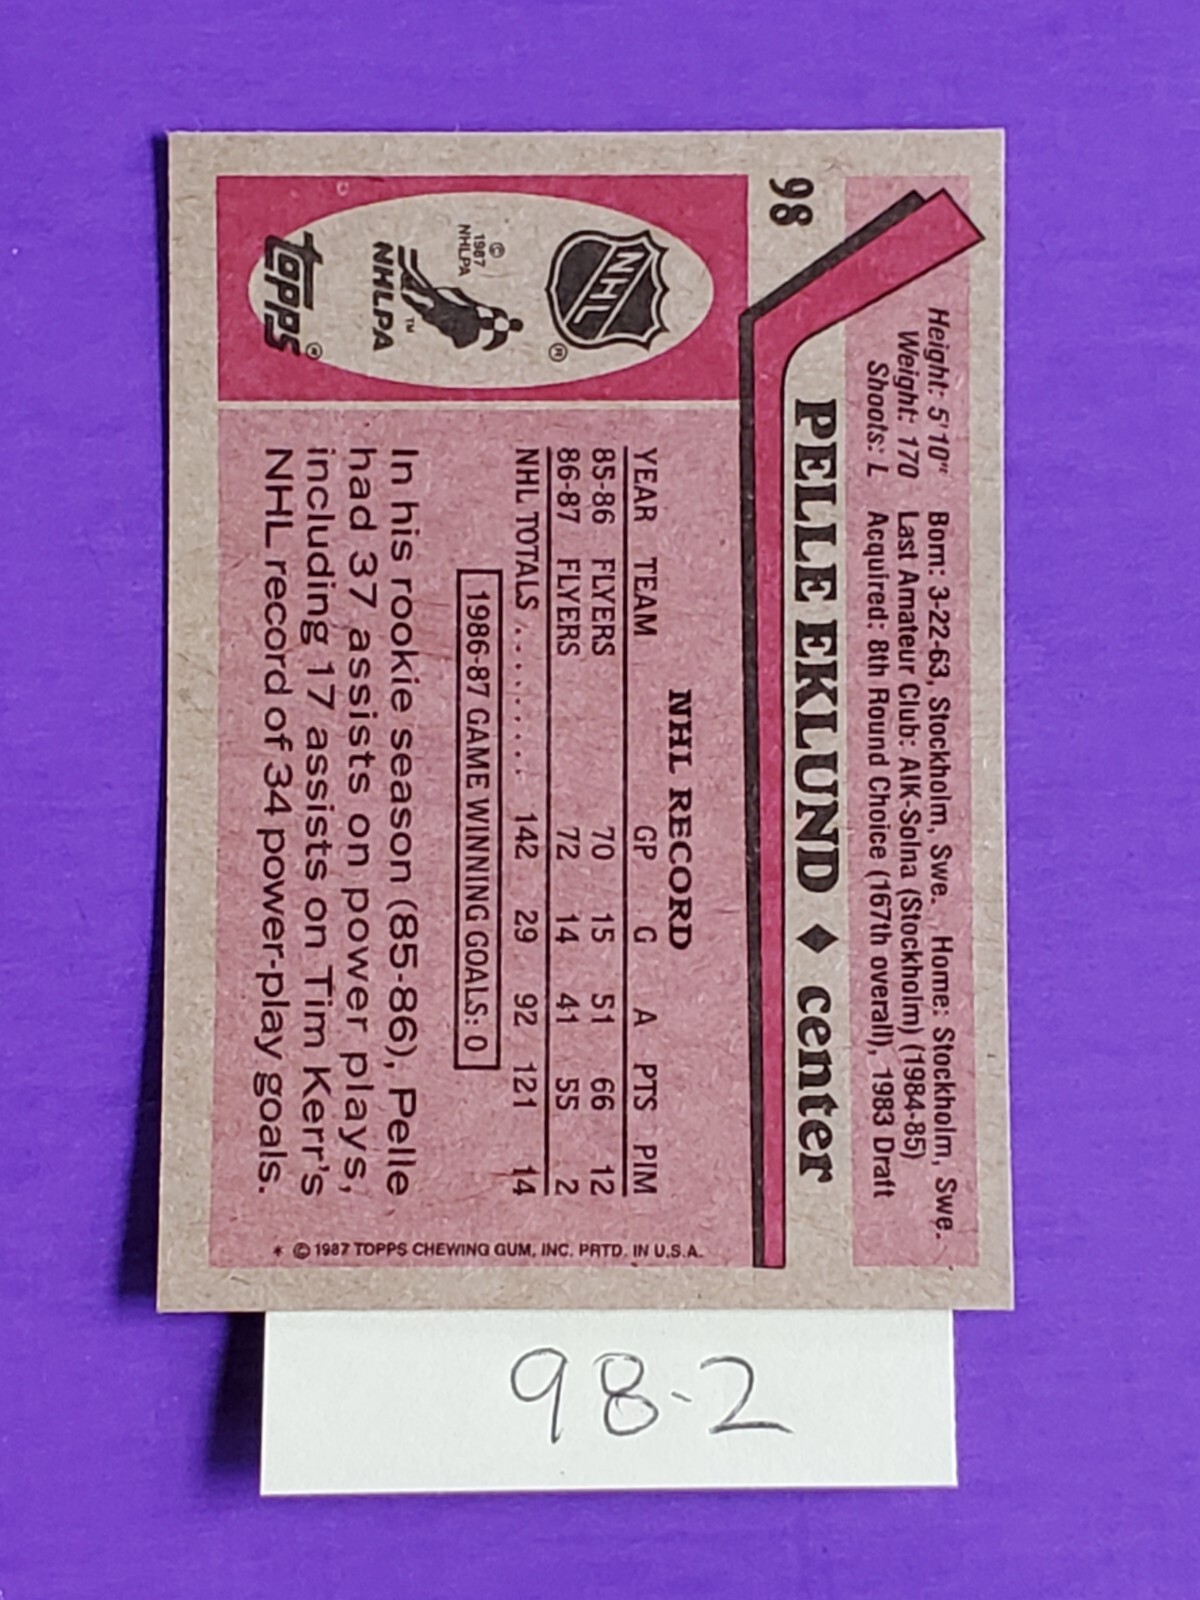 98
Height: 5'10" Born: 3-22-63, Stockholm, Swe. Home: Stockholm, Swe.
Weight: 170 Last Amateur Club: AIK-Solna (Stockholm) (1984-85)
Shoots: L Acquired: 8th Round Choice (167th overall), 1983 Draft
PELLE EKLUND ♦ center
NHL
®
© 1987 NHLPA
NHLPA
™
TOPPS®
NHL RECORD
YEAR TEAM GP G A PTS PIM
85-86 FLYERS 70 15 51 66 12
86-87 FLYERS 72 14 41 55 2
NHL TOTALS . . . . . . . . 142 29 92 121 14
1986-87 GAME WINNING GOALS: 0
In his rookie season (85-86), Pelle
had 37 assists on power plays,
including 17 assists on Tim Kerr's
NHL record of 34 power-play goals.
* © 1987 TOPPS CHEWING GUM, INC. PRTD. IN U.S.A.
98-2